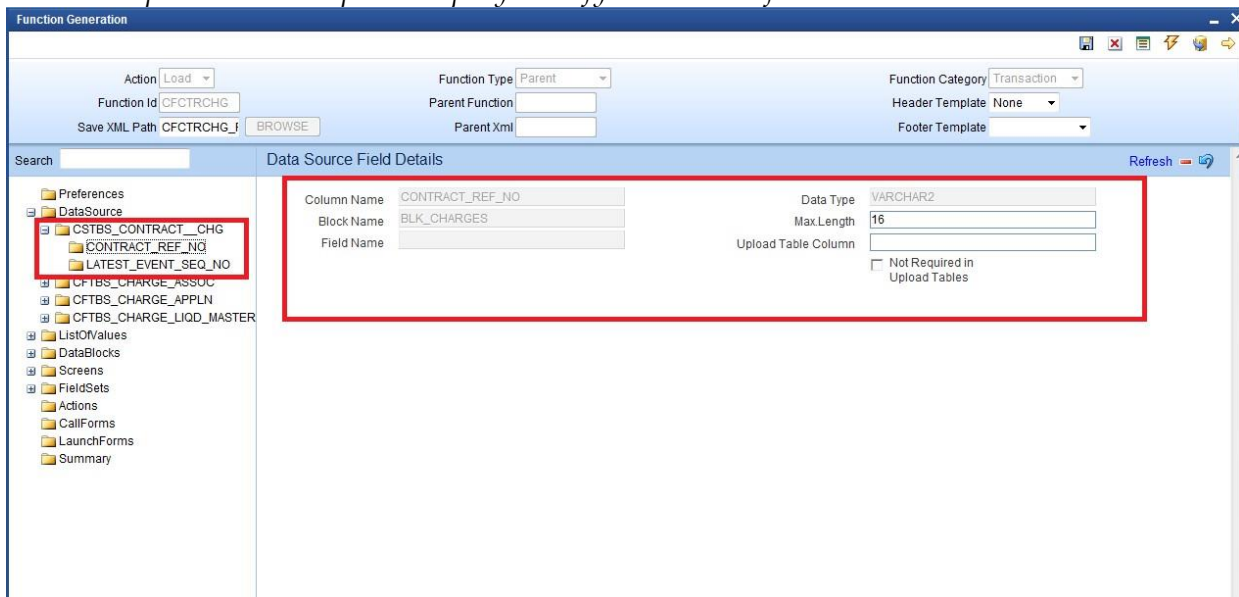 Function Generation
Action Load Function Type Parent Function Category Transaction
Function Id CFCTRCHG Parent Function Header Template None
Save XML Path CFCTRCHG_ BROWSE Parent Xml Footer Template
Search Data Source Field Details Refresh
Preferences
DataSource
CSTBS_CONTRACT__CHG
CONTRACT_REF_NO
LATEST_EVENT_SEQ_NO
CFTBS_CHARGE_ASSOC
CFTBS_CHARGE_APPLN
CFTBS_CHARGE_LIQD_MASTER
ListOfValues
DataBlocks
Screens
FieldSets
Actions
CallForms
LaunchForms
Summary
Column Name CONTRACT_REF_NO Data Type VARCHAR2
Block Name BLK_CHARGES Max.Length 16
Field Name Upload Table Column
Not Required in
Upload Tables